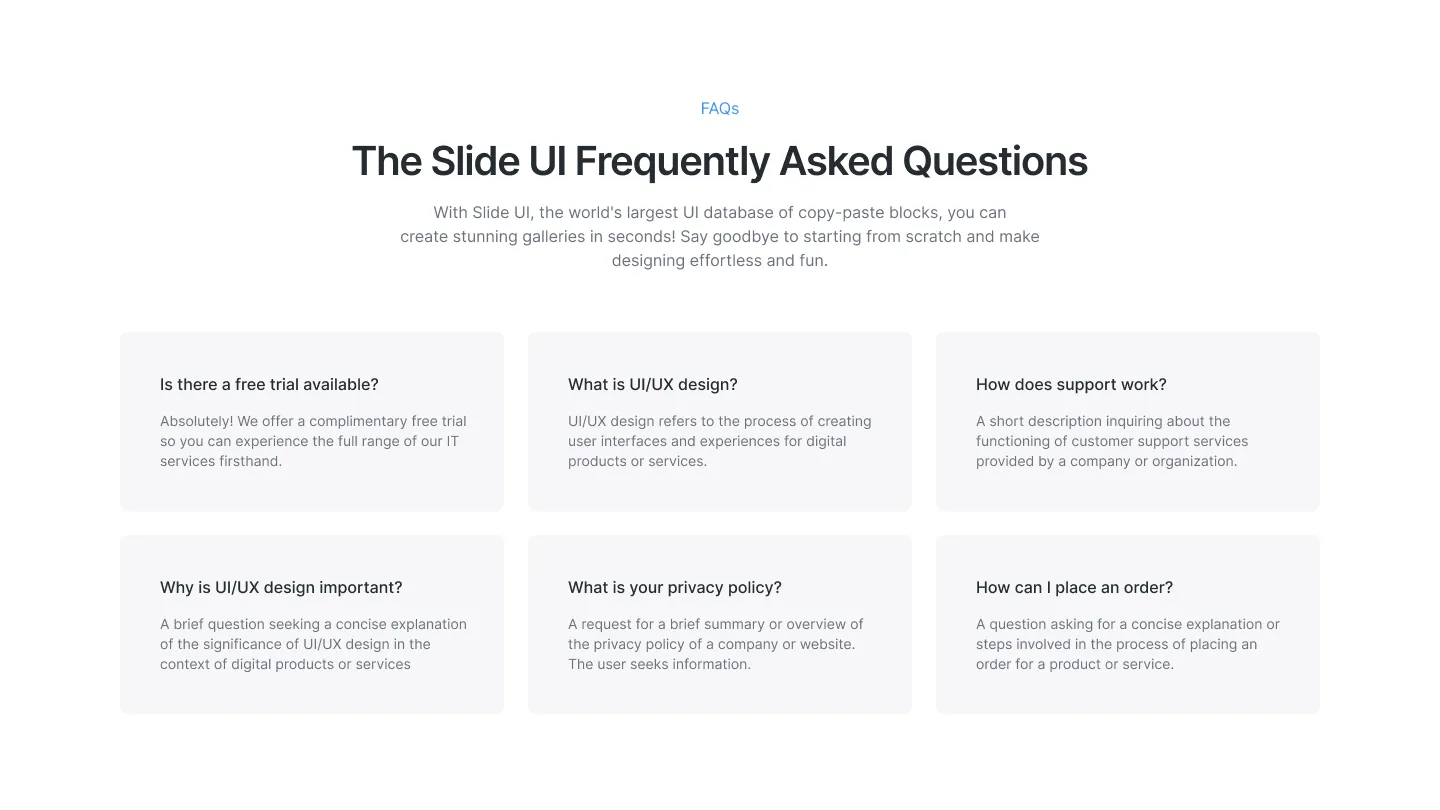 FAQs
The Slide UI Frequently Asked Questions
With Slide UI, the world's largest UI database of copy-paste blocks, you can
create stunning galleries in seconds! Say goodbye to starting from scratch and make
designing effortless and fun.
Is there a free trial available?
Absolutely! We offer a complimentary free trial
so you can experience the full range of our IT
services firsthand.
What is UI/UX design?
UI/UX design refers to the process of creating
user interfaces and experiences for digital
products or services.
How does support work?
A short description inquiring about the
functioning of customer support services
provided by a company or organization.
Why is UI/UX design important?
A brief question seeking a concise explanation
of the significance of UI/UX design in the
context of digital products or services
What is your privacy policy?
A request for a brief summary or overview of
the privacy policy of a company or website.
The user seeks information.
How can I place an order?
A question asking for a concise explanation or
steps involved in the process of placing an
order for a product or service.